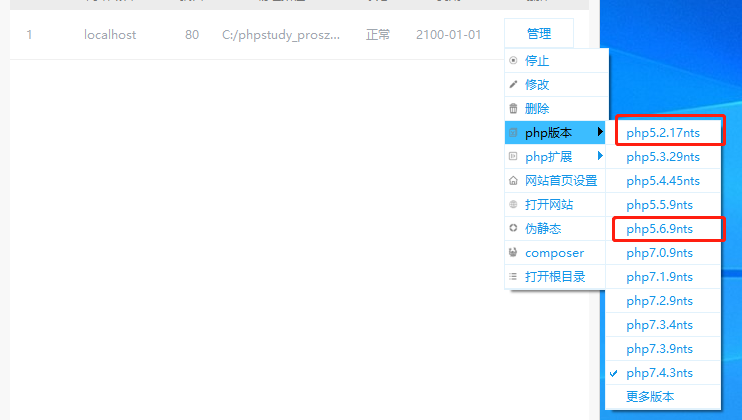 1 localhost 80 C:/phpstudy_prosz... 正常 2100-01-01 管理
停止
修改
删除
php版本
php扩展
网站首页设置
打开网站
伪静态
composer
打开根目录
php5.2.17nts
php5.3.29nts
php5.4.45nts
php5.5.9nts
php5.6.9nts
php7.0.9nts
php7.1.9nts
php7.2.9nts
php7.3.4nts
php7.3.9nts
php7.4.3nts
更多版本